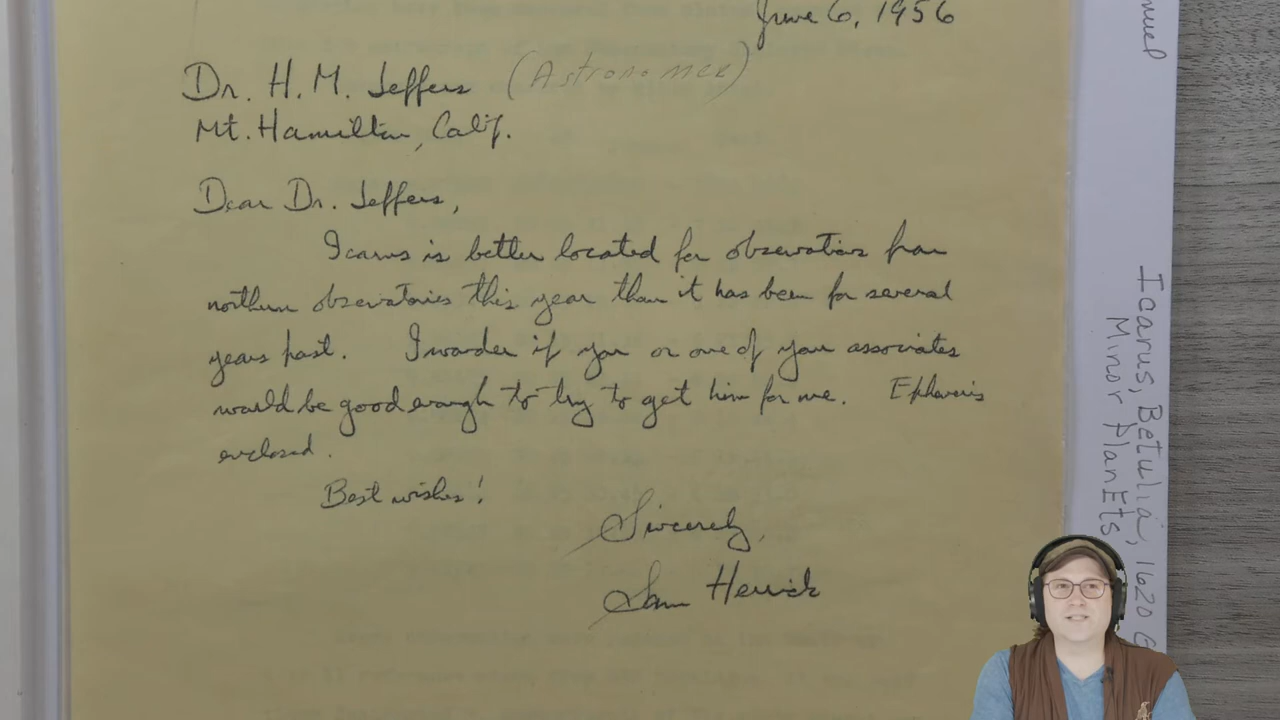 June 6, 1956
Dr. H. M. Jeffers (Astronomer)
Mt. Hamilton, Calif.
Dear Dr. Jeffers,
Icarus is better located for observations from
northern observatories this year than it has been for several
years past. I wonder if you or one of your associates
would be good enough to try to get him for me. Ephemeris
enclosed.
Best wishes!
Sincerely,
Sam Herrick
Icarus, Betulia, 1620
Minor PlanEts